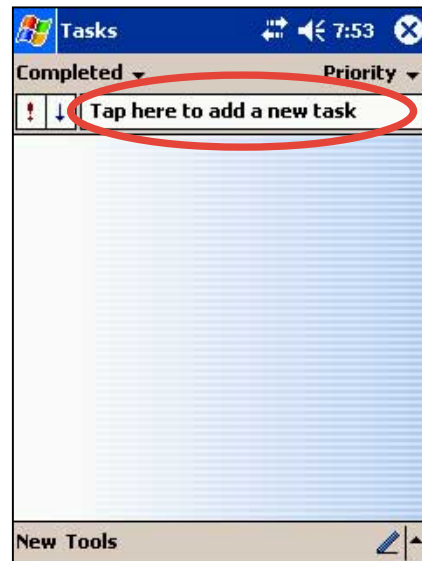 Tasks 7:53
Completed Priority
! ↓ Tap here to add a new task
New Tools